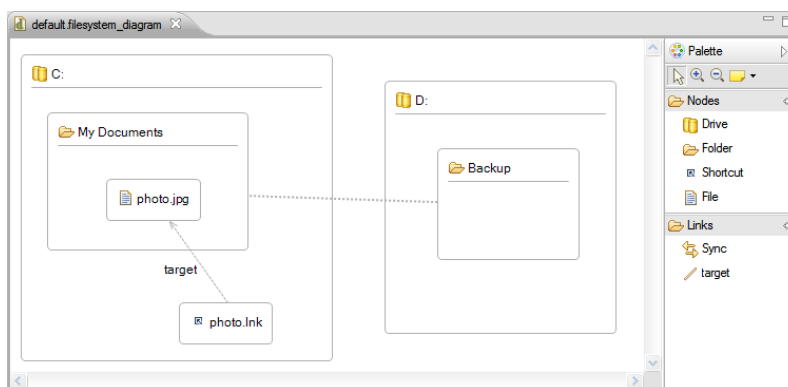 default.filesystem_diagram
C:
My Documents
photo.jpg
target
photo.lnk
D:
Backup
Palette
Nodes
Drive
Folder
Shortcut
File
Links
Sync
target